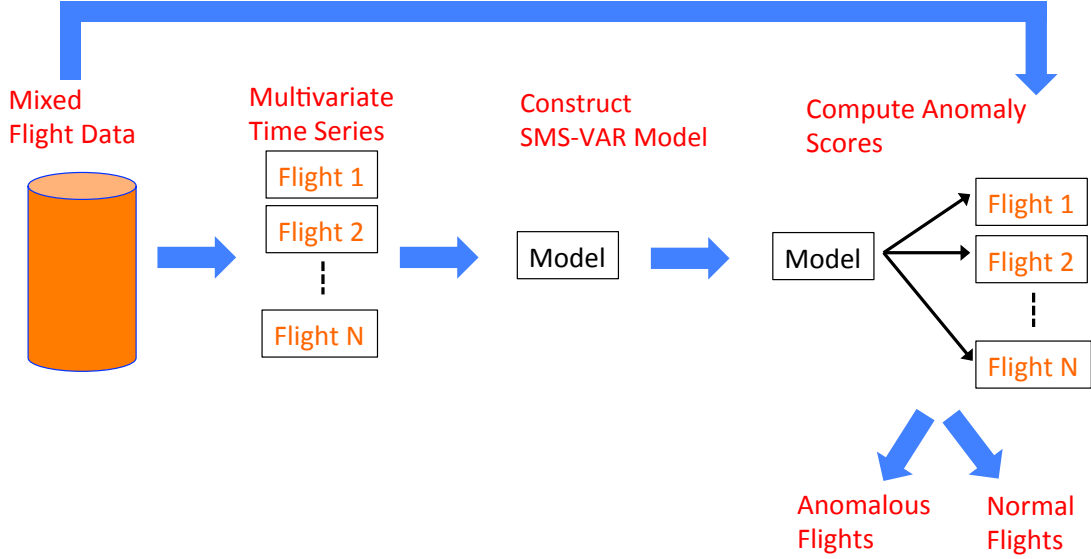 Mixed
Flight Data
Multivariate
Time Series
Flight 1
Flight 2
Flight N
Construct
SMS-VAR Model
Model
Compute Anomaly
Scores
Model
Flight 1
Flight 2
Flight N
Anomalous
Flights
Normal
Flights